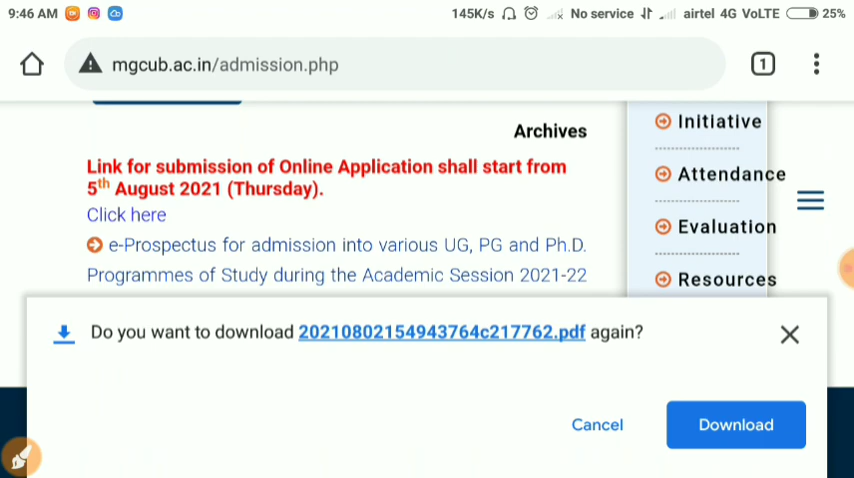 9:46 AM 145K/s No service airtel 4G VoLTE 25%
mgcub.ac.in/admission.php 1
Archives
Link for submission of Online Application shall start from
5th August 2021 (Thursday).
Click here
e-Prospectus for admission into various UG, PG and Ph.D.
Programmes of Study during the Academic Session 2021-22
Initiative
Attendance
Evaluation
Resources
Do you want to download 20210802154943764c217762.pdf again?
Cancel Download